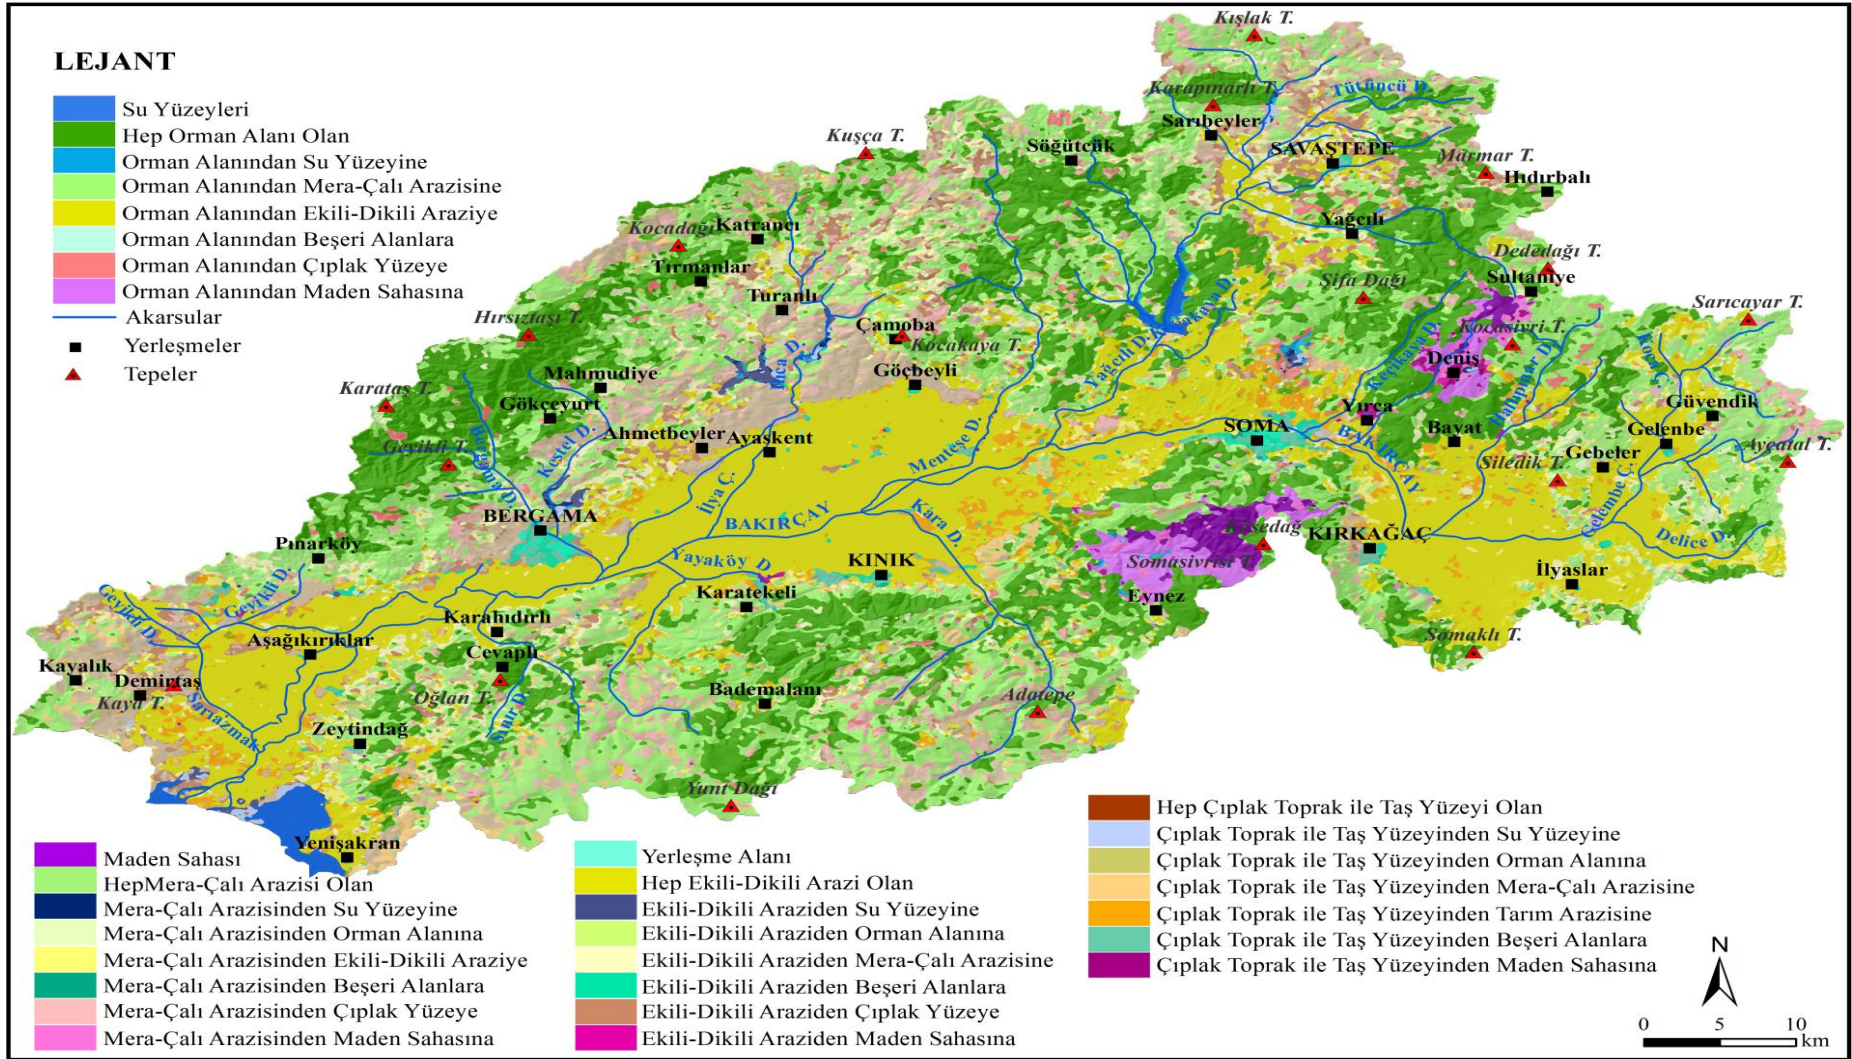 LEJANT
Su Yüzeyleri
Hep Orman Alanı Olan
Orman Alanından Su Yüzeyine
Orman Alanından Mera-Çalı Arazisine
Orman Alanından Ekili-Dikili Araziye
Orman Alanından Beşeri Alanlara
Orman Alanından Çıplak Yüzeye
Orman Alanından Maden Sahasına
Akarsular
Yerleşmeler
Tepeler
Kışlak T.
Karapınarlı T.
Tütüncü D.
Sarıbeyler
Kuşça T.
Söğütcük
SAVAŞTEPE
Marmar T.
Hıdırbalı
Kocadağı
Katrancı
Yağcılı
Tırmanlar
Dededağı T.
Sultaniye
Turanlı
Şifa Dağı
Sarıcayar T.
Hırsıztaşı T.
Çamoba
Kocakaya T.
Kocasivri T.
Yağcılı D.
Keçikaya D.
Koca Ç.
Mahmudiye
Göçbeyli
Deniş
Karataş T.
Gökçeyurt
Yırca
Güvendik
Ahmetbeyler
Ayaskent
SOMA
BAKIRÇAY
Bayat
Gelenbe
Geyikli T.
Bergama D.
Kestel D.
Menteşe D.
Gebeler
Ayçatal T.
Siledik T.
İlya Ç.
BERGAMA
BAKIRÇAY
Kara D.
Gelenbe Ç.
KIRKAĞAÇ
Delice D.
Pınarköy
Yayaköy D
KINIK
Somasivrisi T.
İlyaslar
Geyikli D.
Geyikli D.
Karatekeli
Eynez
Karahıdırlı
Aşağıkırıklar
Somaklı T.
Kayalık
Cevaplı
Demirtaş
Kaya T.
Oğlan T.
Bademalanı
Adatepe
Sarıazmak
Sınır D.
Zeytindağ
Yunt Dağı
Yenişakran
Maden Sahası
HepMera-Çalı Arazisi Olan
Mera-Çalı Arazisinden Su Yüzeyine
Mera-Çalı Arazisinden Orman Alanına
Mera-Çalı Arazisinden Ekili-Dikili Araziye
Mera-Çalı Arazisinden Beşeri Alanlara
Mera-Çalı Arazisinden Çıplak Yüzeye
Mera-Çalı Arazisinden Maden Sahasına
Yerleşme Alanı
Hep Ekili-Dikili Arazi Olan
Ekili-Dikili Araziden Su Yüzeyine
Ekili-Dikili Araziden Orman Alanına
Ekili-Dikili Araziden Mera-Çalı Arazisine
Ekili-Dikili Araziden Beşeri Alanlara
Ekili-Dikili Araziden Çıplak Yüzeye
Ekili-Dikili Araziden Maden Sahasına
Hep Çıplak Toprak ile Taş Yüzeyi Olan
Çıplak Toprak ile Taş Yüzeyinden Su Yüzeyine
Çıplak Toprak ile Taş Yüzeyinden Orman Alanına
Çıplak Toprak ile Taş Yüzeyinden Mera-Çalı Arazisine
Çıplak Toprak ile Taş Yüzeyinden Tarım Arazisine
Çıplak Toprak ile Taş Yüzeyinden Beşeri Alanlara
Çıplak Toprak ile Taş Yüzeyinden Maden Sahasına
N
0 5 10
km